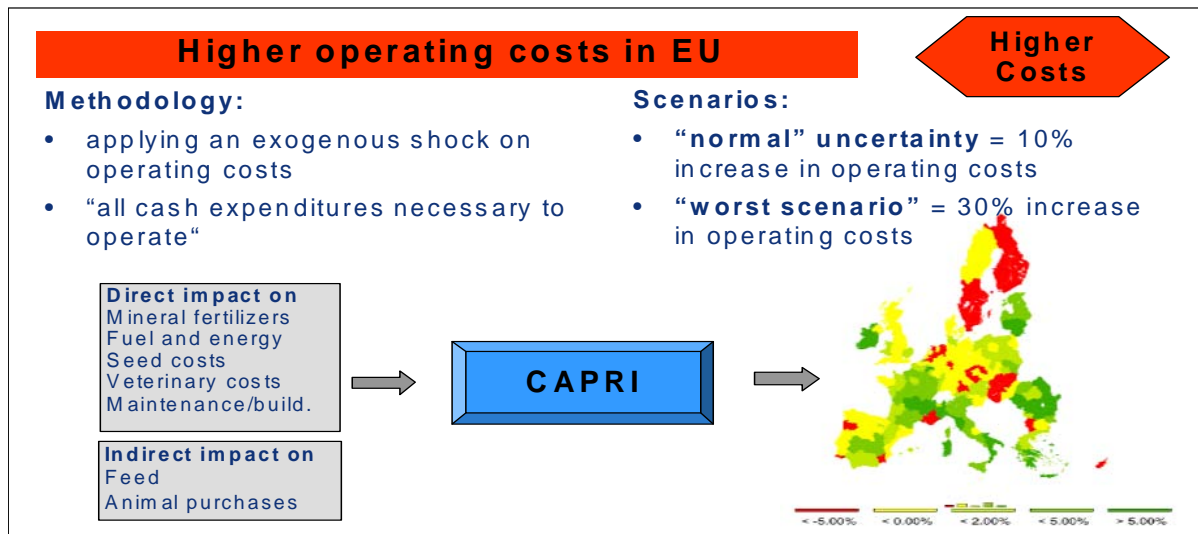 Higher operating costs in EU
Higher
Costs
Methodology:
• applying an exogenous shock on
operating costs
• “all cash expenditures necessary to
operate“
Scenarios:
• “normal” uncertainty = 10%
increase in operating costs
• “worst scenario” = 30% increase
in operating costs
Direct impact on
Mineral fertilizers
Fuel and energy
Seed costs
Veterinary costs
Maintenance/build.
Indirect impact on
Feed
Animal purchases
CAPRI
< -5.00% < 0.00% < 2.00% < 5.00% > 5.00%